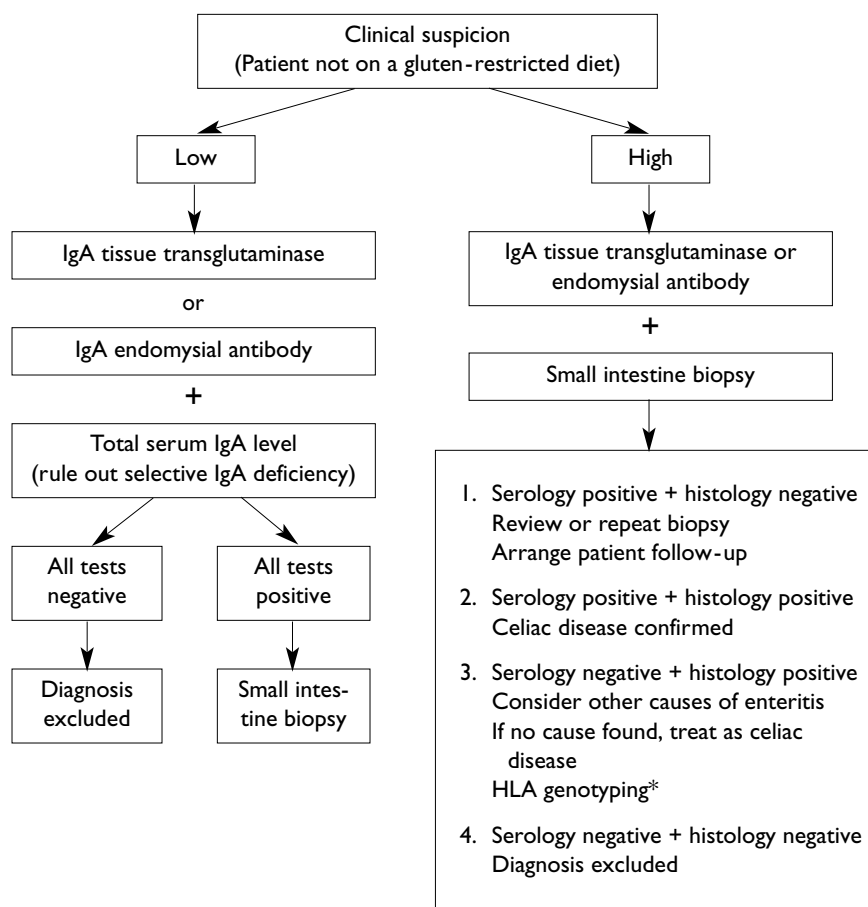 Clinical suspicion
(Patient not on a gluten-restricted diet)
Low
High
IgA tissue transglutaminase
or
IgA endomysial antibody
+
Total serum IgA level
(rule out selective IgA deficiency)
All tests
negative
All tests
positive
Diagnosis
excluded
Small intes-
tine biopsy
IgA tissue transglutaminase or
endomysial antibody
+
Small intestine biopsy
1. Serology positive + histology negative
Review or repeat biopsy
Arrange patient follow-up
2. Serology positive + histology positive
Celiac disease confirmed
3. Serology negative + histology positive
Consider other causes of enteritis
If no cause found, treat as celiac
disease
HLA genotyping*
4. Serology negative + histology negative
Diagnosis excluded